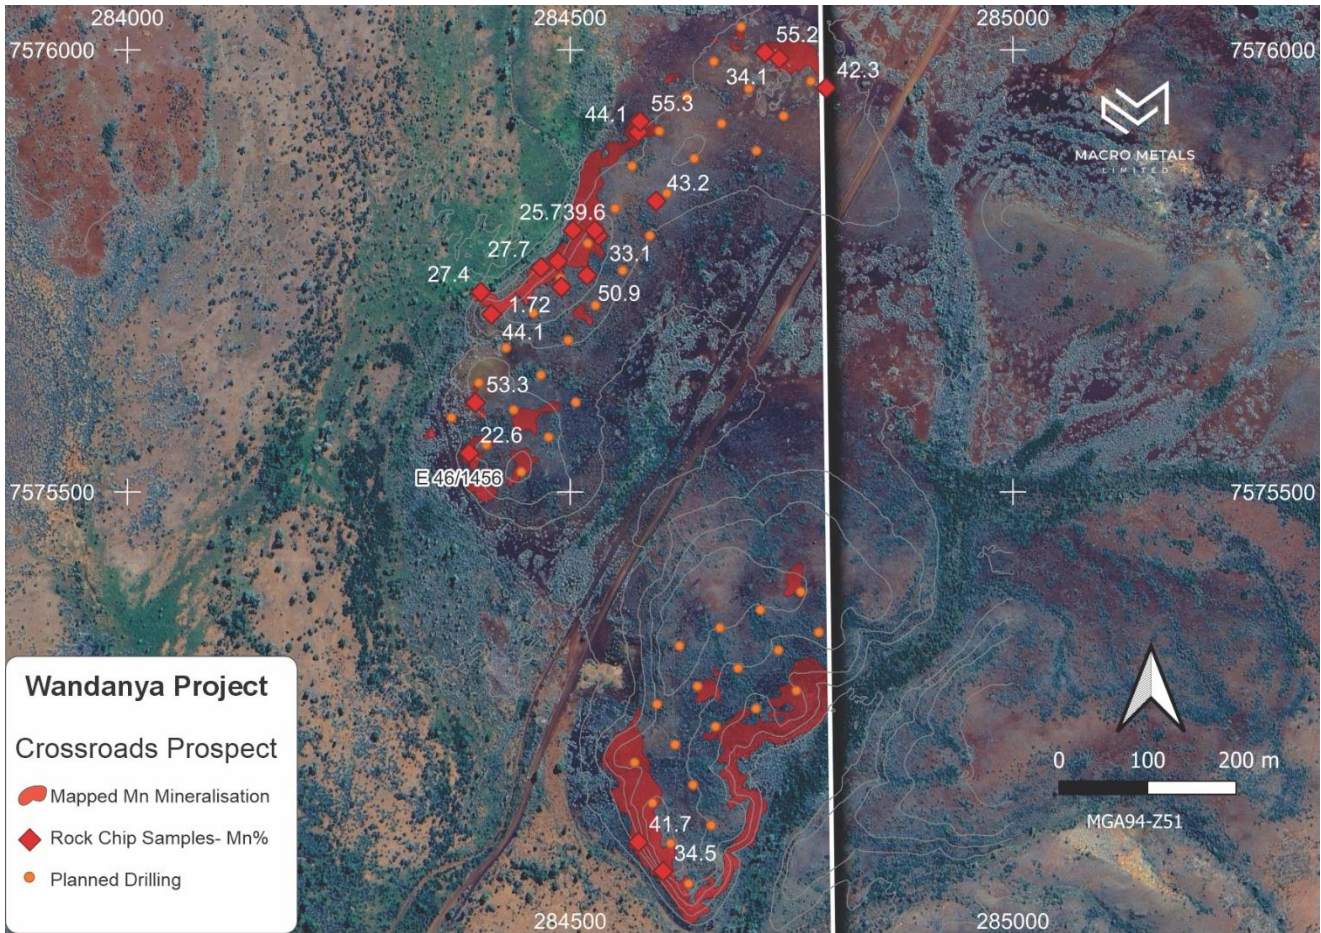 284000
284500
285000
7576000
7576000
55.2
34.1
42.3
55.3
44.1
MACRO METALS
LIMITED
43.2
25.7
39.6
27.7
33.1
27.4
50.9
1.72
44.1
53.3
22.6
E 46/1456
7575500
7575500
Wandanya Project
Crossroads Prospect
Mapped Mn Mineralisation
Rock Chip Samples- Mn%
Planned Drilling
0 100 200 m
MGA94-Z51
41.7
34.5
284500
285000